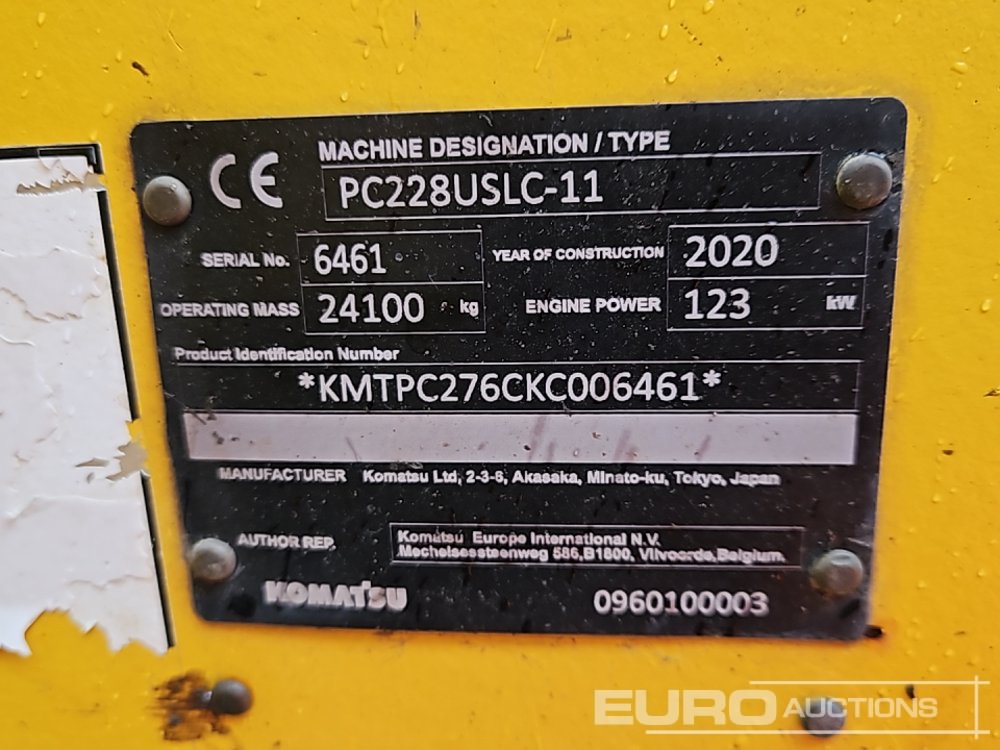 CE
MACHINE DESIGNATION / TYPE
PC228USLC-11
SERIAL No. 6461 YEAR OF CONSTRUCTION 2020
OPERATING MASS 24100 kg ENGINE POWER 123 kW
Product Identification Number
*KMTPC276CKC006461*
MANUFACTURER Komatsu Ltd, 2-3-6, Akasaka, Minato-ku, Tokyo, Japan
AUTHOR REP. Komatsu Europe International N.V.
Mechelsesteenweg 586,B1800, Vilvoorde,Belgium.
KOMATSU 0960100003
EURO AUCTIONS